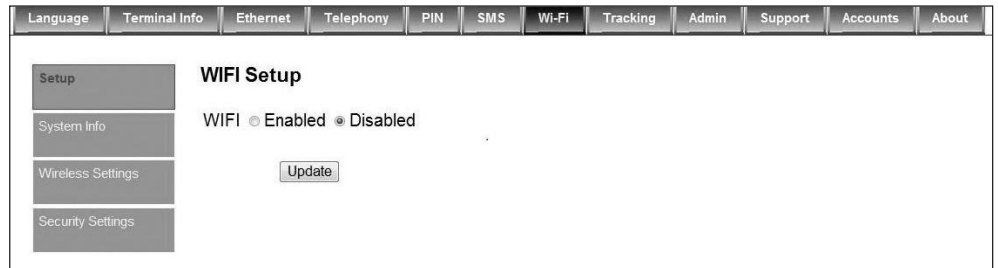 Language Terminal Info Ethernet Telephony PIN SMS Wi-Fi Tracking Admin Support Accounts About
Setup
System Info
Wireless Settings
Security Settings
WIFI Setup
WIFI Enabled Disabled
Update